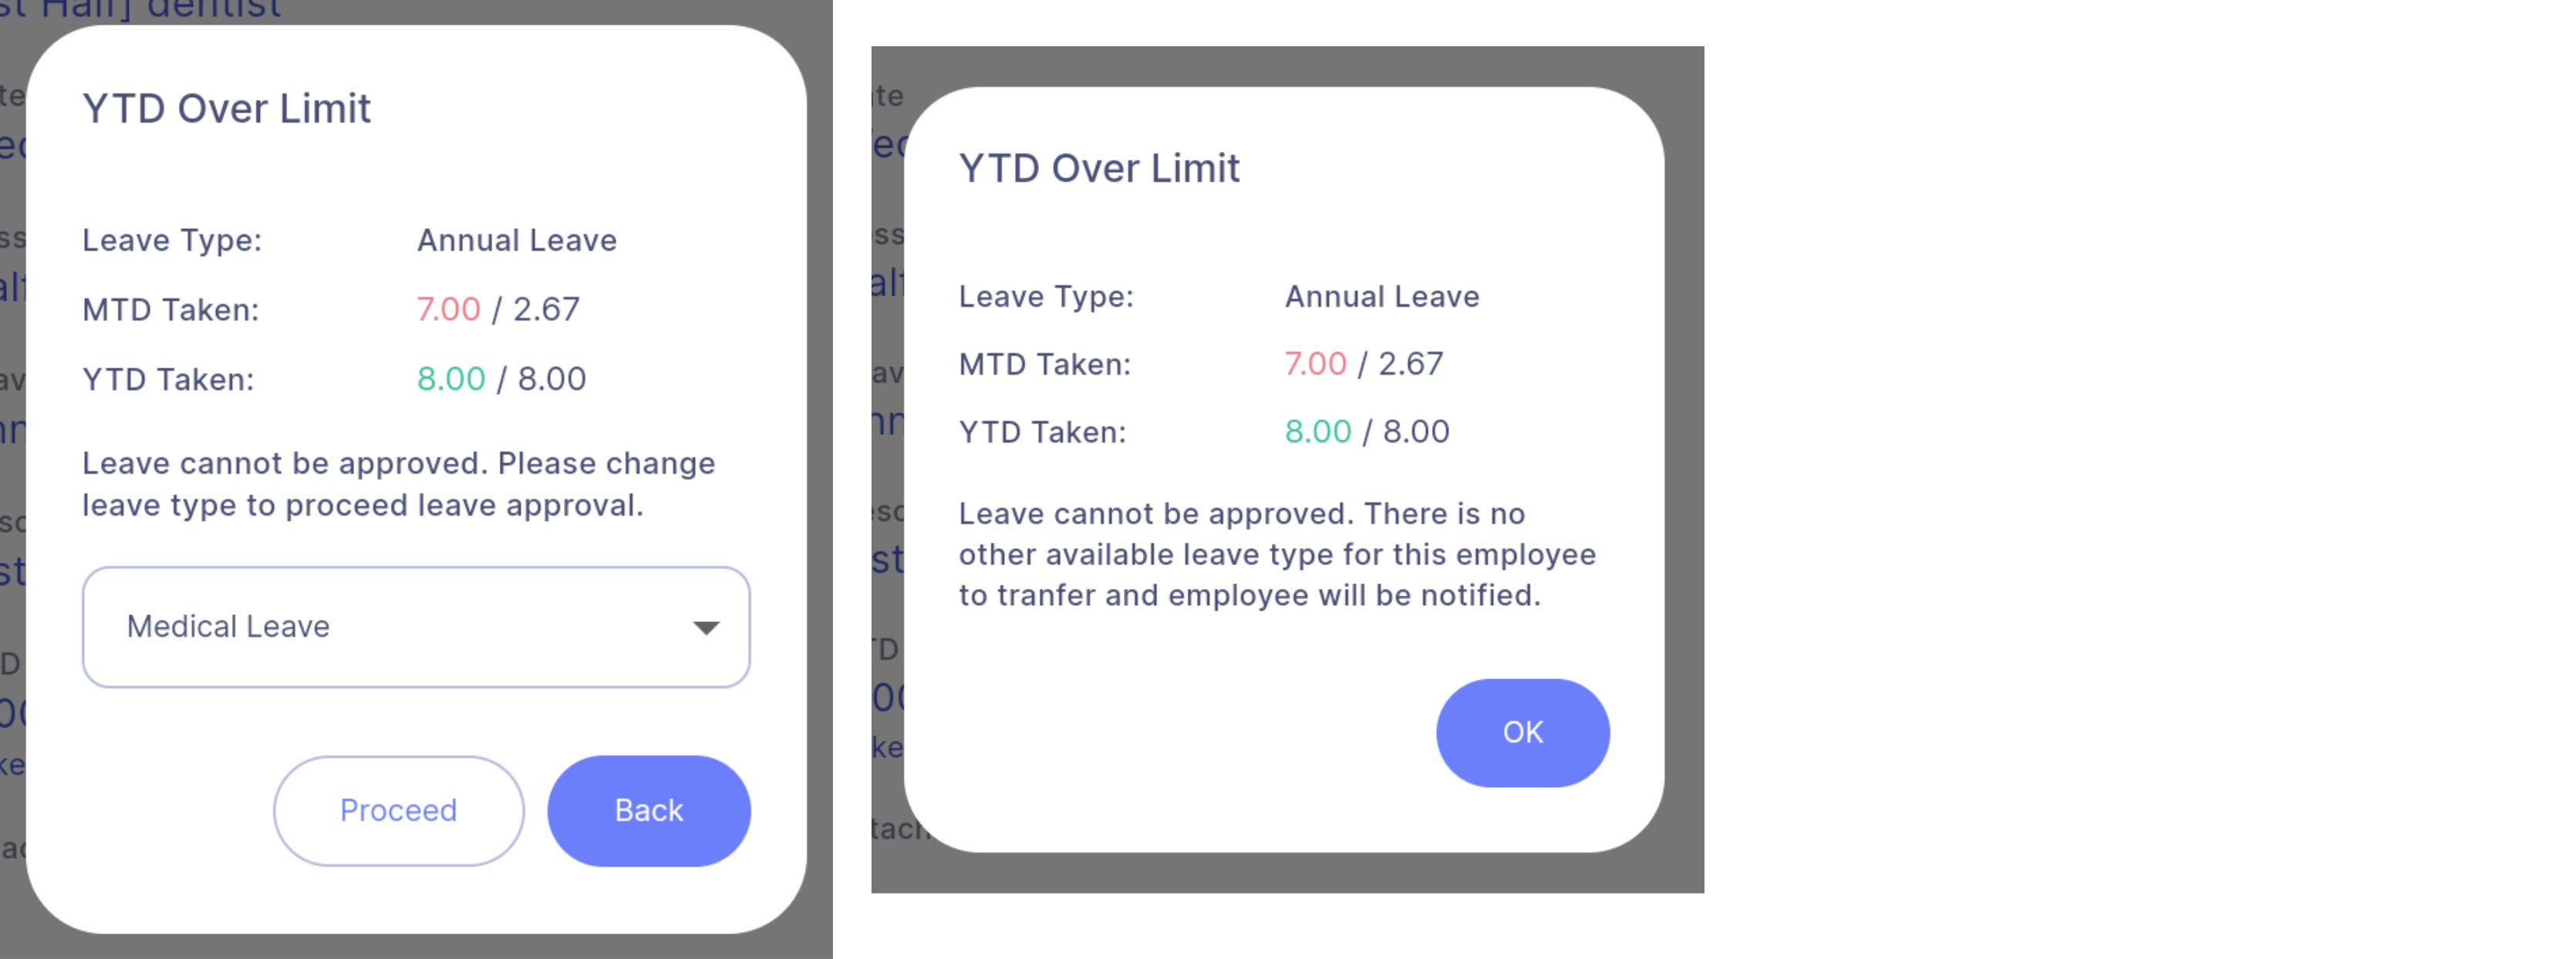 st Half] dentist
YTD Over Limit
Leave Type: Annual Leave
MTD Taken: 7.00 / 2.67
YTD Taken: 8.00 / 8.00
Leave cannot be approved. Please change
leave type to proceed leave approval.
Medical Leave
Proceed Back
YTD Over Limit
Leave Type: Annual Leave
MTD Taken: 7.00 / 2.67
YTD Taken: 8.00 / 8.00
Leave cannot be approved. There is no
other available leave type for this employee
to tranfer and employee will be notified.
OK